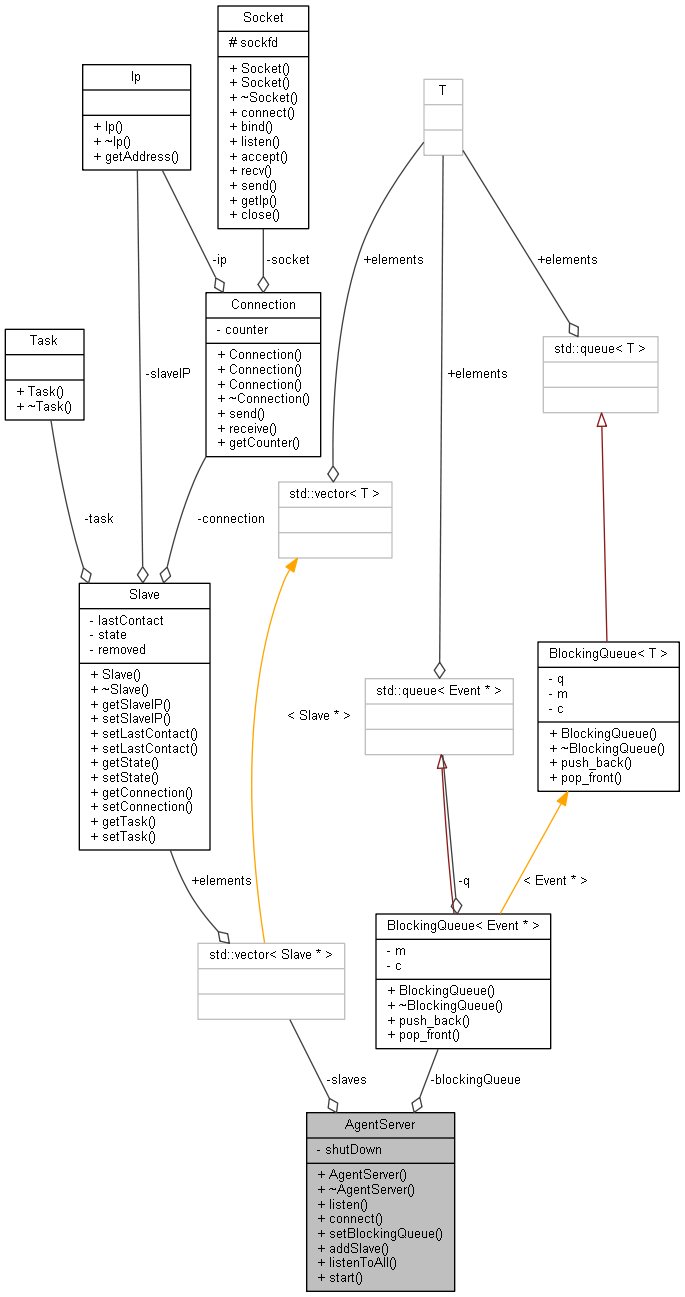 Socket
# sockfd
+ Socket()
+ Socket()
+ ~Socket()
+ connect()
+ bind()
+ listen()
+ accept()
+ recv()
+ send()
+ getIp()
+ close()
Ip
+ Ip()
+ ~Ip()
+ getAddress()
T
-ip
-socket
+elements
+elements
Connection
- counter
+ Connection()
+ Connection()
+ Connection()
+ ~Connection()
+ send()
+ receive()
+ getCounter()
Task
+ Task()
+ ~Task()
std::queue< T >
-slaveIP
+elements
std::vector< T >
-task
-connection
Slave
- lastContact
- state
- removed
+ Slave()
+ ~Slave()
+ getSlaveIP()
+ setSlaveIP()
+ setLastContact()
+ setLastContact()
+ getState()
+ setState()
+ getConnection()
+ setConnection()
+ getTask()
+ setTask()
BlockingQueue< T >
- q
- m
- c
+ BlockingQueue()
+ ~BlockingQueue()
+ push_back()
+ pop_front()
std::queue< Event * >
< Slave * >
+elements
-q
< Event * >
BlockingQueue< Event * >
- m
- c
+ BlockingQueue()
+ ~BlockingQueue()
+ push_back()
+ pop_front()
std::vector< Slave * >
-slaves
-blockingQueue
AgentServer
- shutDown
+ AgentServer()
+ ~AgentServer()
+ listen()
+ connect()
+ setBlockingQueue()
+ addSlave()
+ listenToAll()
+ start()